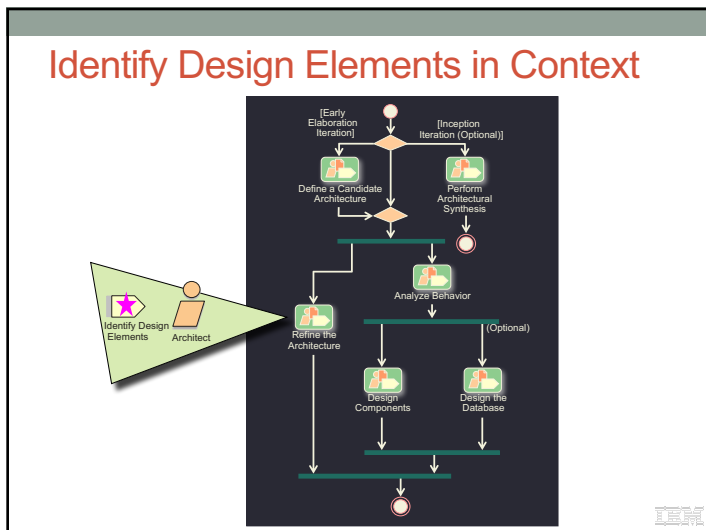 Identify Design Elements in Context
[Early
Elaboration
Iteration]
[Inception
Iteration (Optional)]
Define a Candidate
Architecture
Perform
Architectural
Synthesis
Analyze Behavior
(Optional)
Identify Design
Elements
Architect
Refine the
Architecture
Design
Components
Design the
Database
IBM